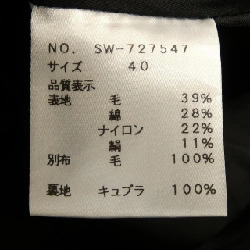 NO. SW-727547
サイズ 40
品質表示
表地 毛 39%
綿 28%
ナイロン 22%
絹 11%
別布 毛 100%
裏地 キュプラ 100%